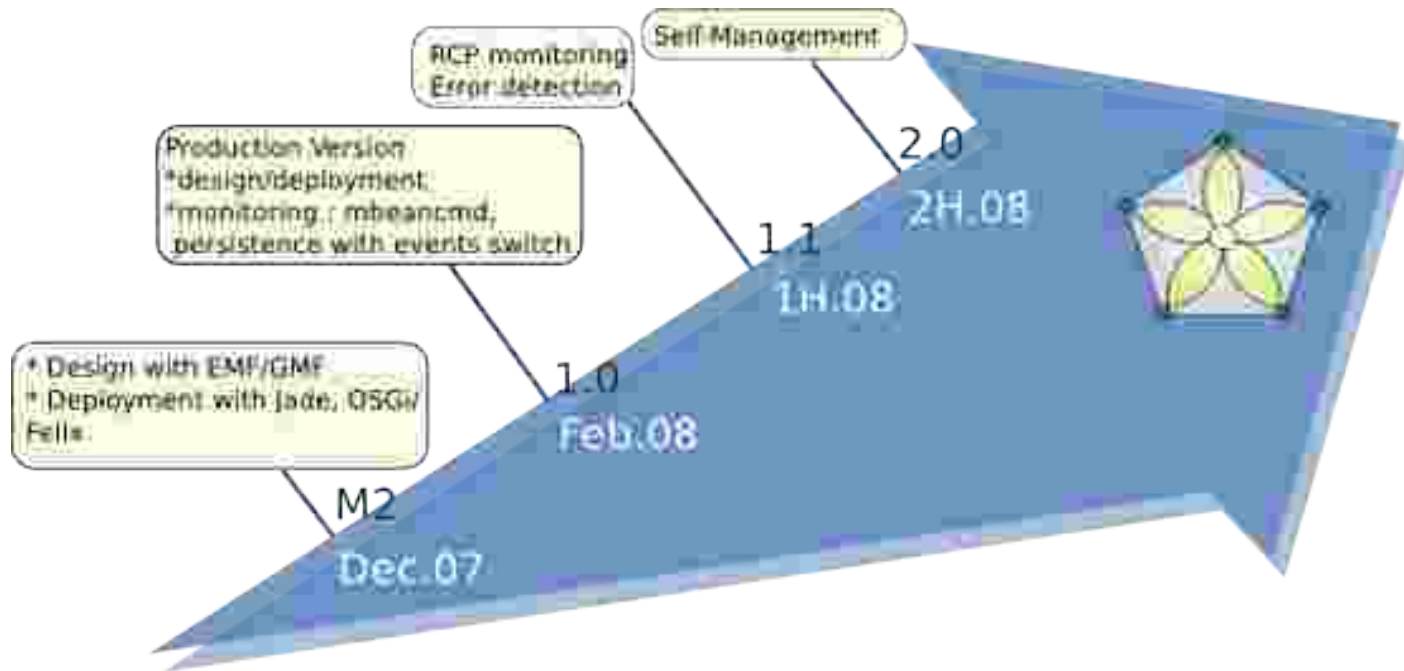 Self-Management
RCP monitoring
Error detection
2.0
2H.08
Production Version
*design/deployment
*monitoring : mbeancmd,
persistence with events switch
1.1
1H.08
* Design with EMF/GMF
* Deployment with Jade, OSGi/
Felix
1.0
Feb.08
M2
Dec.07